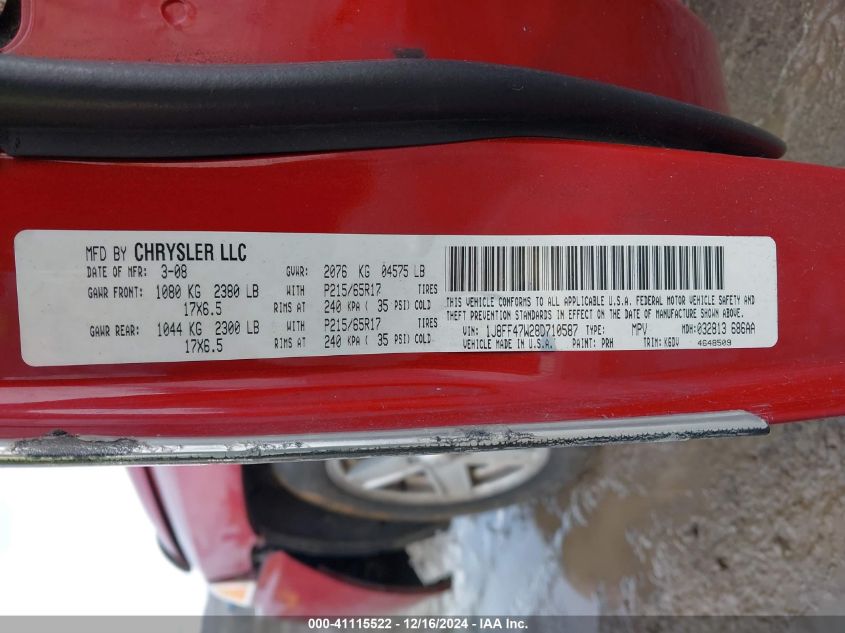 MFD BY CHRYSLER LLC
DATE OF MFR: 3-08 GVWR: 2076 KG 04575 LB
GAWR FRONT: 1080 KG 2380 LB WITH P215/65R17 TIRES
17X6.5 RIMS AT 240 KPA ( 35 PSI) COLD
GAWR REAR: 1044 KG 2300 LB WITH P215/65R17 TIRES
17X6.5 RIMS AT 240 KPA ( 35 PSI) COLD
THIS VEHICLE CONFORMS TO ALL APPLICABLE U.S.A. FEDERAL MOTOR VEHICLE SAFETY AND
THEFT PREVENTION STANDARDS IN EFFECT ON THE DATE OF MANUFACTURE SHOWN ABOVE.
VIN: 1J8FF47W28D710587 TYPE: MPV MDH: 032813 686AA
VEHICLE MADE IN U.S.A. PAINT: PRH TRIM: KGDV 4648509
000-41115522 - 12/16/2024 - IAA Inc.